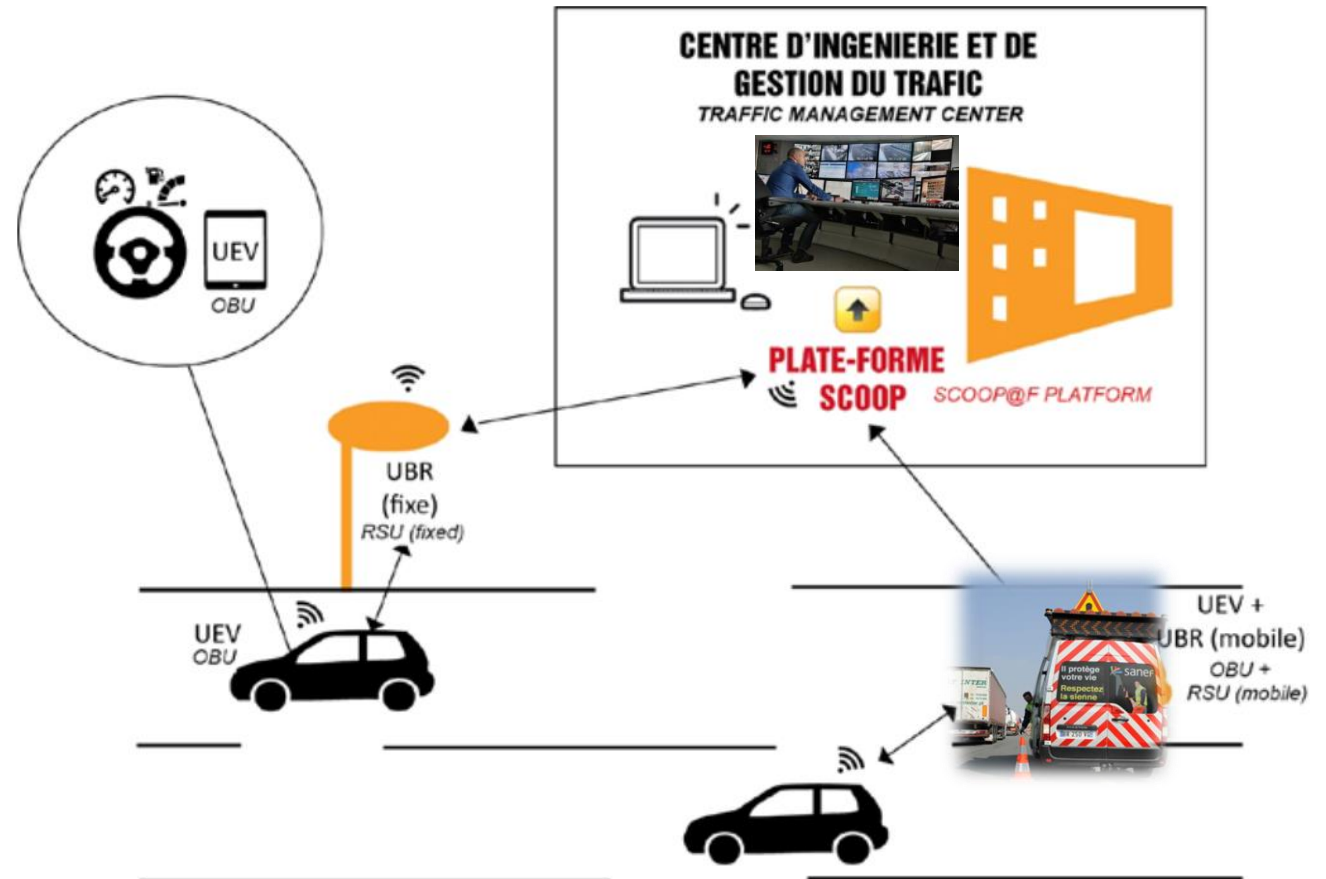 CENTRE D'INGENIERIE ET DE
GESTION DU TRAFIC
TRAFFIC MANAGEMENT CENTER
UEV
OBU
PLATE-FORME
SCOOP
SCOOP@F PLATFORM
UBR
(fixe)
RSU (fixed)
UEV
OBU
UEV +
UBR (mobile)
OBU +
RSU (mobile)
Il protège
votre vie
Respectez
la sienne
sanef